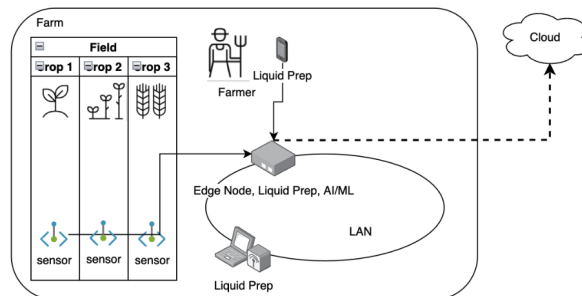 Farm
Field
rop 1
rop 2
rop 3
Liquid Prep
Farmer
Cloud
Edge Node, Liquid Prep, AI/ML
LAN
sensor
sensor
sensor
Liquid Prep